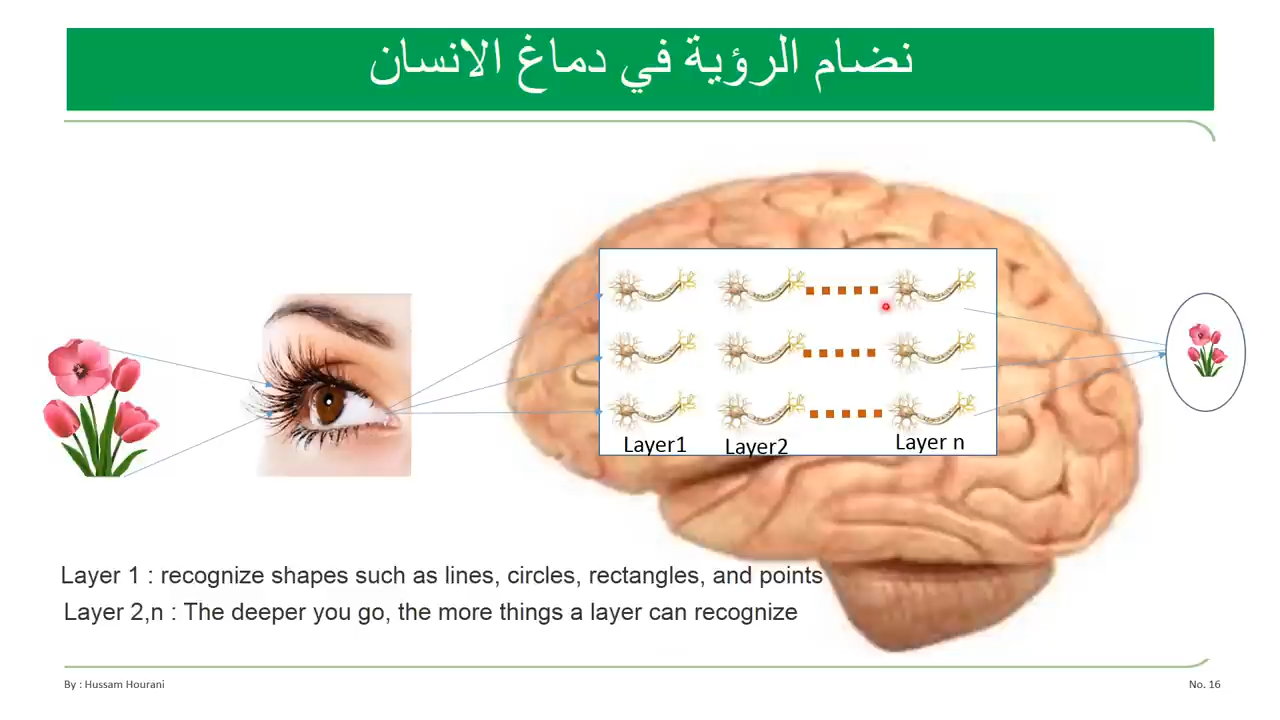 نضام الرؤية في دماغ الانسان
Layer1
Layer2
Layer n
Layer 1 : recognize shapes such as lines, circles, rectangles, and points
Layer 2,n : The deeper you go, the more things a layer can recognize
By : Hussam Hourani
No. 16